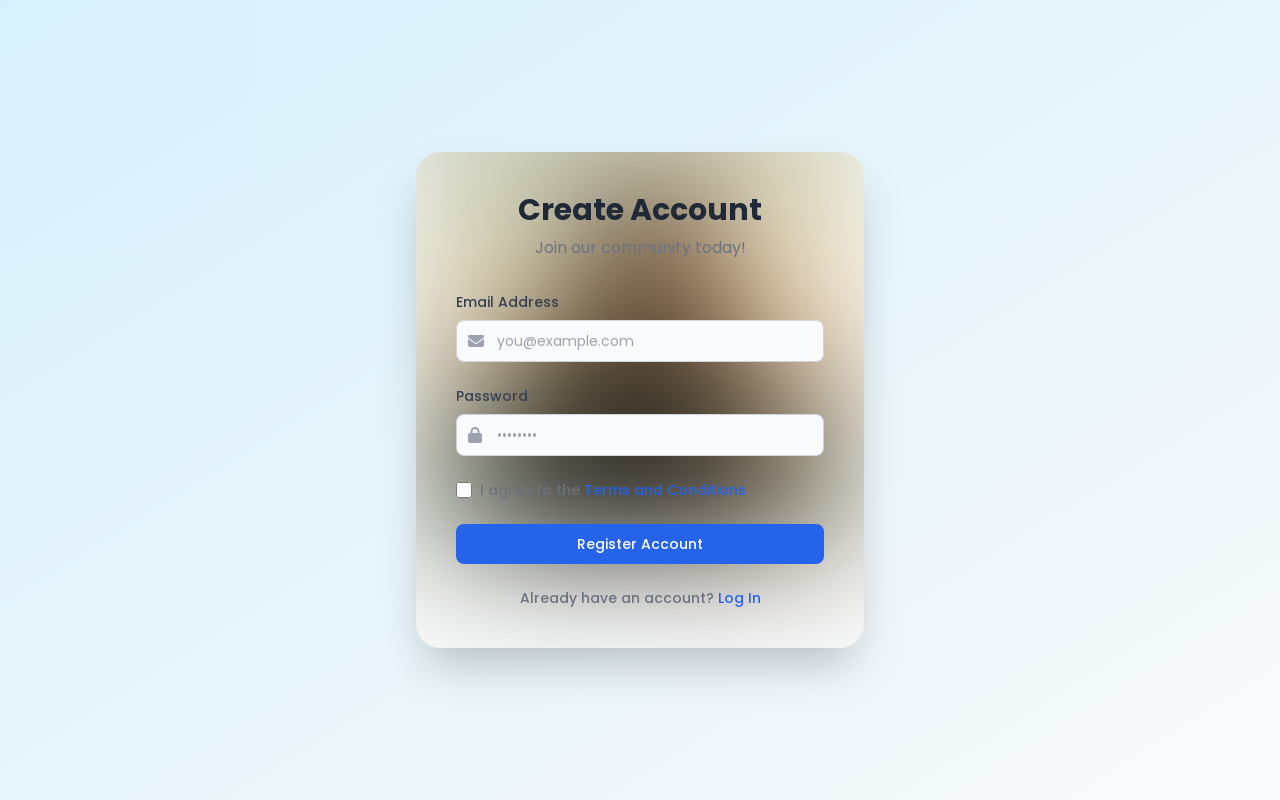 Create Account
Join our community today!
Email Address
you@example.com
Password
••••••••
I agree to the Terms and Conditions
Register Account
Already have an account? Log In